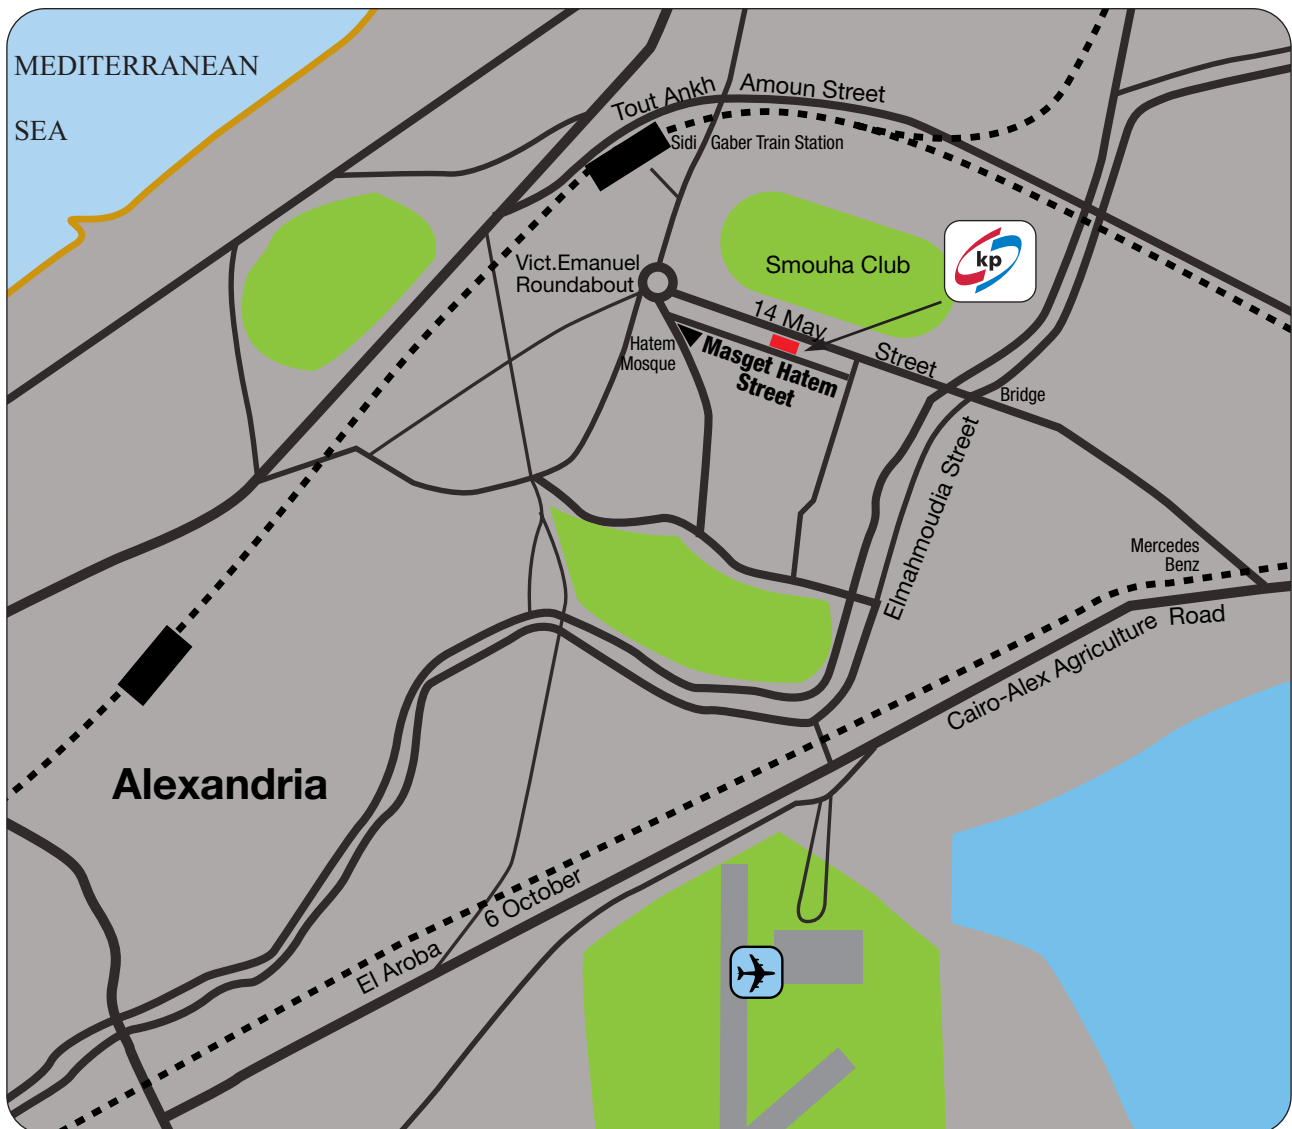 MEDITERRANEAN
SEA
Tout Ankh Amoun Street
Sidi Gaber Train Station
Smouha Club
kp
Vict.Emanuel
Roundabout
14 May Street
Hatem
Mosque
Masget Hatem
Street
Bridge
Elmahmoudia Street
Mercedes
Benz
Cairo-Alex Agriculture Road
Alexandria
6 October
El Aroba